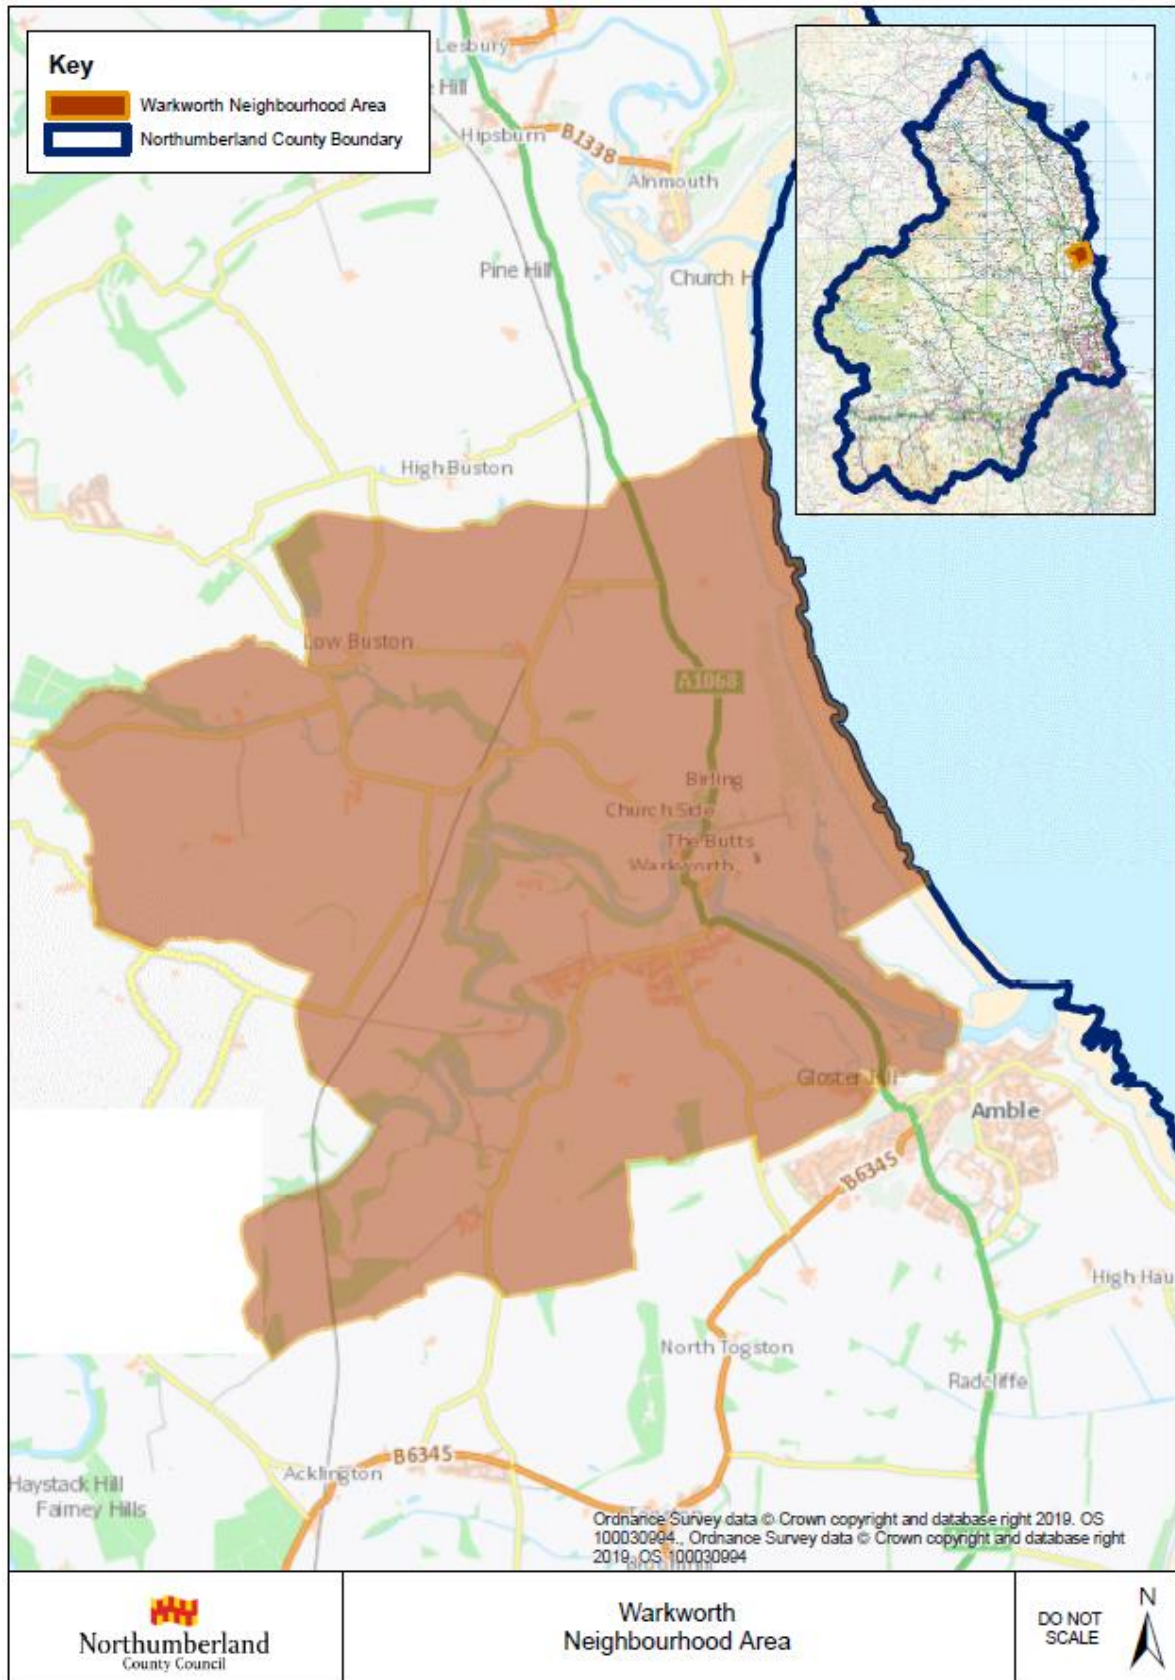 Key
Warkworth Neighbourhood Area
Northumberland County Boundary
Lesbury
Hill
Hipsburn
B1338
Alnmouth
Pine Hill
Church H
High Buston
Low Buston
A1068
Birling
Church Side
The Butts
Warkworth
Gloster Hill
Amble
B6345
High Hau
North Togston
Radcliffe
B6345
Acklington
Haystack Hill
Fairney Hills
Ordnance Survey data © Crown copyright and database right 2019. OS
100030994., Ordnance Survey data © Crown copyright and database right
2019. OS 100030994
Northumberland
County Council
Warkworth
Neighbourhood Area
DO NOT
SCALE
N